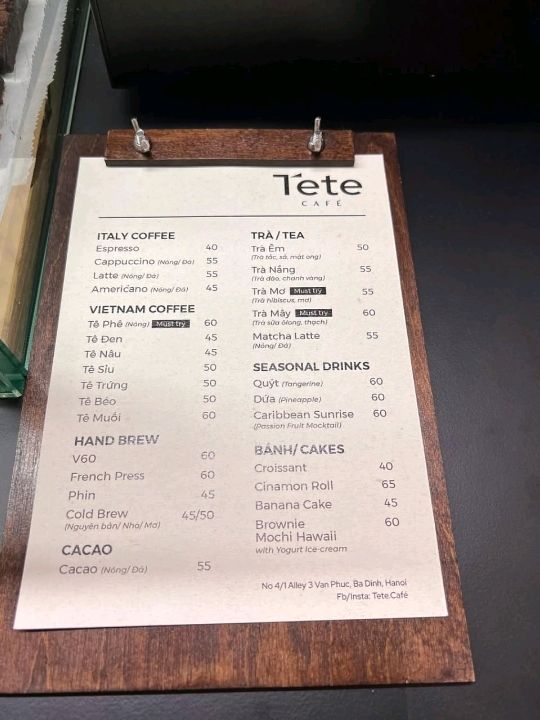 Tete
CAFÉ
ITALY COFFEE
Espresso 40
Cappuccino (Nóng/ Đá) 55
Latte (Nóng/ Đá) 55
Americano (Nóng/ Đá) 45
VIETNAM COFFEE
Tê Phê (Nóng) Must try 60
Tê Đen 45
Tê Nâu 45
Tê Sỉu 50
Tê Trứng 50
Tê Béo 50
Tê Muối 60
HAND BREW
V60 60
French Press 60
Phin 45
Cold Brew 45/50
(Nguyên bản/ Nho/ Mơ)
CACAO
Cacao (Nóng/ Đá) 55
TRÀ / TEA
Trà Êm 50
(Trà tắc, sả, mật ong)
Trà Nắng 55
(Trà đào, chanh vàng)
Trà Mơ Must try 55
(Trà hibiscus, mơ)
Trà Mây Must try 60
(Trà sữa ôlong, thạch)
Matcha Latte 55
(Nóng/ Đá)
SEASONAL DRINKS
Quýt (Tangerine) 60
Dứa (Pineapple) 60
Caribbean Sunrise 60
(Passion Fruit Mocktail)
BÁNH/ CAKES
Croissant 40
Cinamon Roll 65
Banana Cake 45
Brownie 60
Mochi Hawaii
with Yogurt Ice-cream
No 4/1 Alley 3 Van Phuc, Ba Dinh, Hanoi
Fb/Insta: Tete.Café